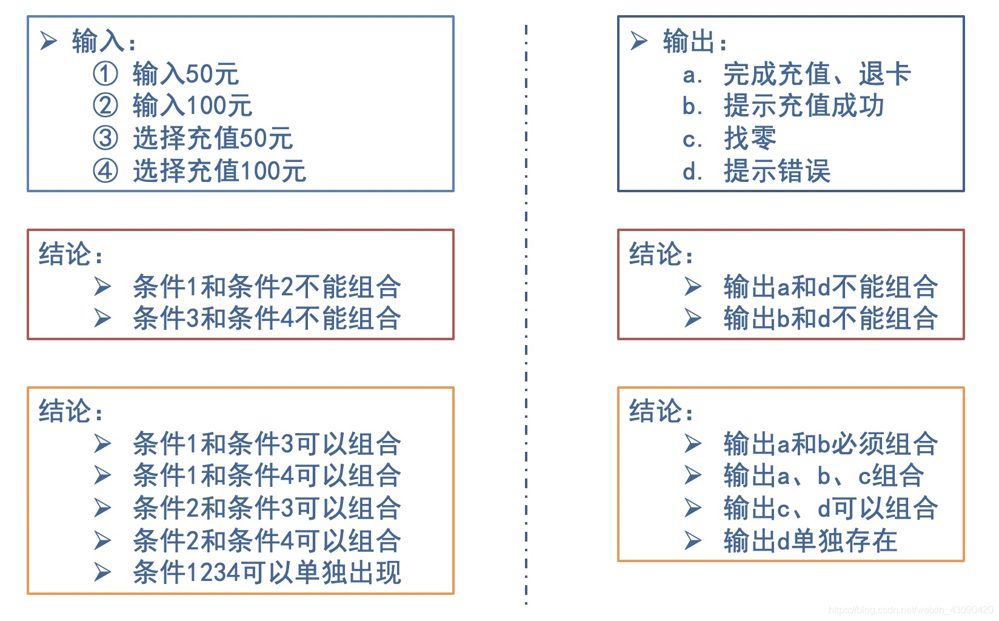 ➢ 输入：
① 输入50元
② 输入100元
③ 选择充值50元
④ 选择充值100元
结论：
➢ 条件1和条件2不能组合
➢ 条件3和条件4不能组合
结论：
➢ 条件1和条件3可以组合
➢ 条件1和条件4可以组合
➢ 条件2和条件3可以组合
➢ 条件2和条件4可以组合
➢ 条件1234可以单独出现
➢ 输出：
a. 完成充值、退卡
b. 提示充值成功
c. 找零
d. 提示错误
结论：
➢ 输出a和d不能组合
➢ 输出b和d不能组合
结论：
➢ 输出a和b必须组合
➢ 输出a、b、c组合
➢ 输出c、d可以组合
➢ 输出d单独存在
https://blog.csdn.net/weixin_43090420